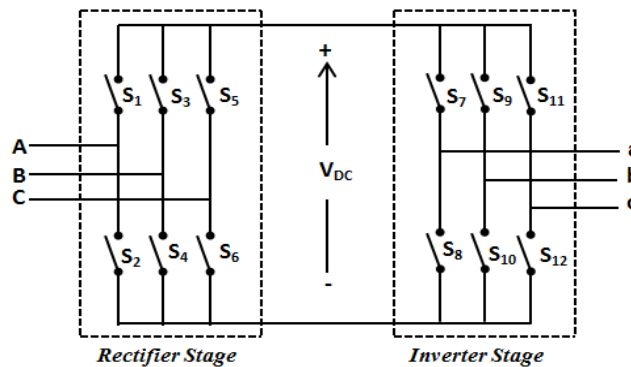 S1 S3 S5
S7 S9 S11
+
A
B
C
VDC
a
b
S2 S4 S6
S8 S10 S12
-
Rectifier Stage
Inverter Stage